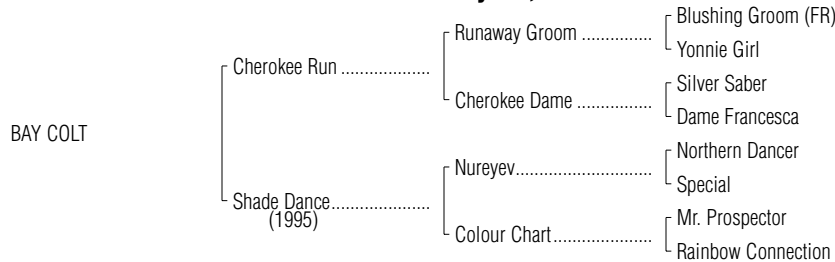 Blushing Groom (FR)
Runaway Groom ................
Yonnie Girl
Cherokee Run ....................
Silver Saber
Cherokee Dame .................
Dame Francesca
BAY COLT
Northern Dancer
Nureyev..............................
Special
Shade Dance......................
(1995)
Mr. Prospector
Colour Chart.....................
Rainbow Connection